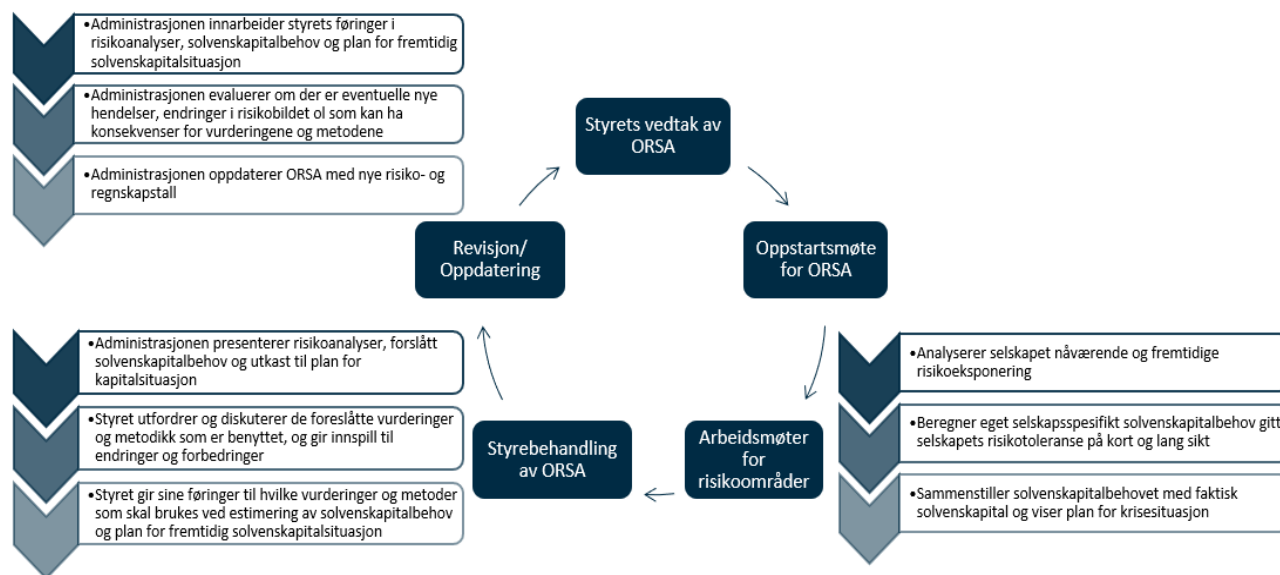 •Administrasjonen innarbeider styrets føringer i
risikoanalyser, solvenskapitalbehov og plan for fremtidig
solvenskapitalsituasjon
•Administrasjonen evaluerer om der er eventuelle nye
hendelser, endringer i risikobildet ol som kan ha
konsekvenser for vurderingene og metodene
•Administrasjonen oppdaterer ORSA med nye risiko- og
regnskapstall
Styrets vedtak av
ORSA
Revisjon/
Oppdatering
Oppstartsmøte
for ORSA
•Administrasjonen presenterer risikoanalyser, forslått
solvenskapitalbehov og utkast til plan for
kapitalsituasjon
•Styret utfordrer og diskuterer de foreslåtte vurderinger
og metodikk som er benyttet, og gir innspill til
endringer og forbedringer
•Styret gir sine føringer til hvilke vurderinger og metoder
som skal brukes ved estimering av solvenskapitalbehov
og plan for fremtidig solvenskapitalsituasjon
Styrebehandling
av ORSA
Arbeidsmøter
for
risikoområder
•Analyserer selskapet nåværende og fremtidige
risikoeksponering
•Beregner eget selskapsspesifikt solvenskapitalbehov gitt
selskapets risikotoleranse på kort og lang sikt
•Sammenstiller solvenskapitalbehovet med faktisk
solvenskapital og viser plan for krisesituasjon